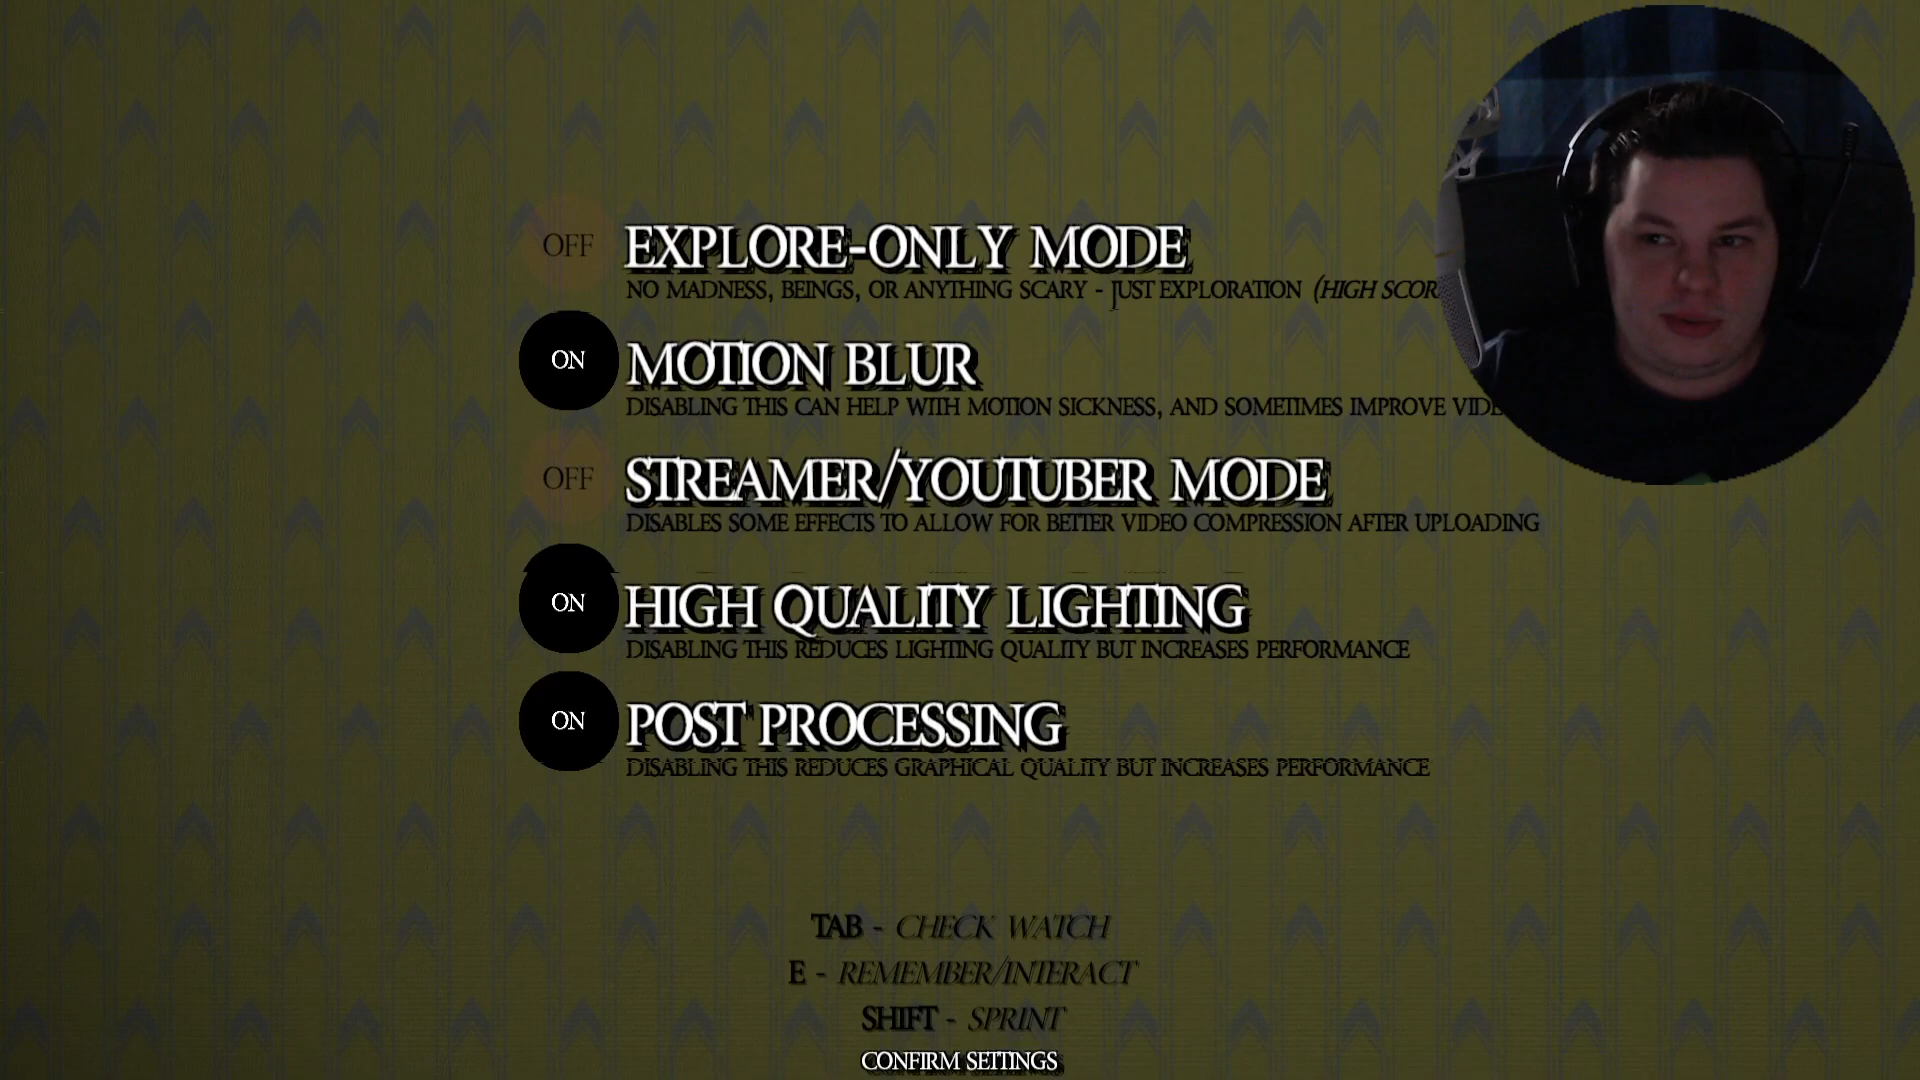 OFF EXPLORE-ONLY MODE
NO MADNESS, BEINGS, OR ANYTHING SCARY - JUST EXPLORATION (HIGH
ON MOTION BLUR
DISABLING THIS CAN HELP WITH MOTION SICKNESS, AND SOMETIMES IMPROVE
OFF STREAMER/YOUTUBER MODE
DISABLES SOME EFFECTS TO ALLOW FOR BETTER VIDEO COMPRESSION AFTER UPLOADING
ON HIGH QUALITY LIGHTING
DISABLING THIS REDUCES LIGHTING QUALITY BUT INCREASES PERFORMANCE
ON POST PROCESSING
DISABLING THIS REDUCES GRAPHICAL QUALITY BUT INCREASES PERFORMANCE
TAB - CHECK WATCH
E - REMEMBER/INTERACT
SHIFT - SPRINT
CONFIRM SETTINGS